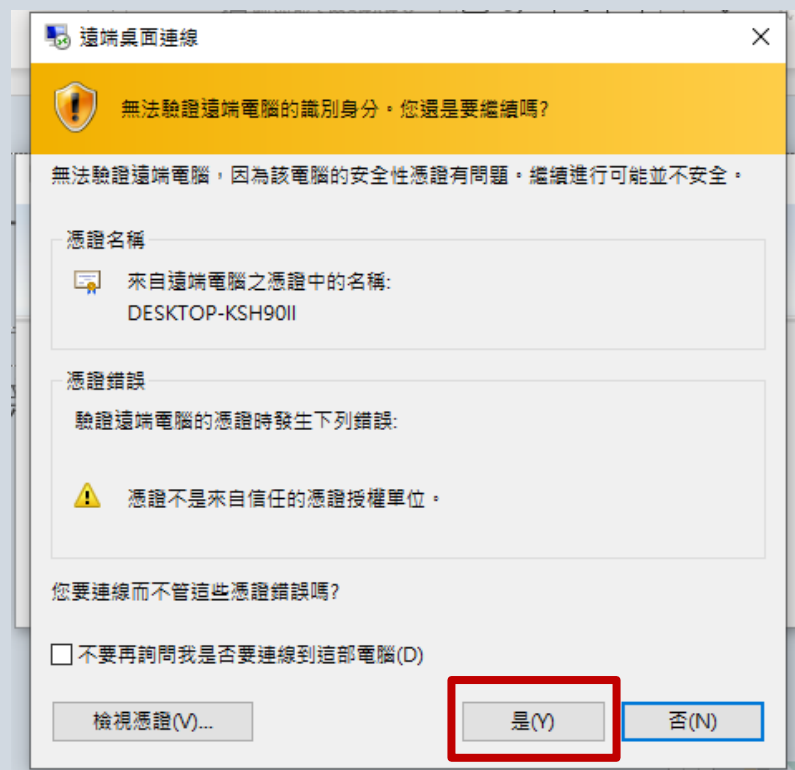 遠端桌面連線
無法驗證遠端電腦的識別身分。您還是要繼續嗎?
無法驗證遠端電腦，因為該電腦的安全性憑證有問題。繼續進行可能並不安全。
憑證名稱
來自遠端電腦之憑證中的名稱:
DESKTOP-KSH90II
憑證錯誤
驗證遠端電腦的憑證時發生下列錯誤:
憑證不是來自信任的憑證授權單位。
您要連線而不管這些憑證錯誤嗎?
不要再詢問我是否要連線到這部電腦(D)
檢視憑證(V)...
是(Y)
否(N)